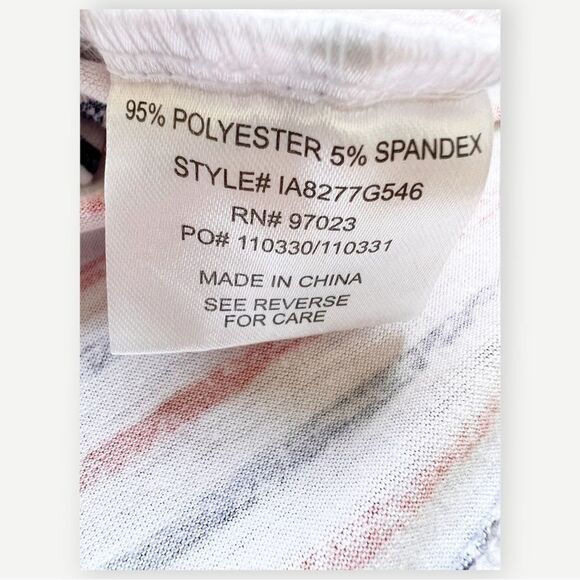 95% POLYESTER 5% SPANDEX
STYLE# IA8277G546
RN# 97023
PO# 110330/110331
MADE IN CHINA
SEE REVERSE
FOR CARE